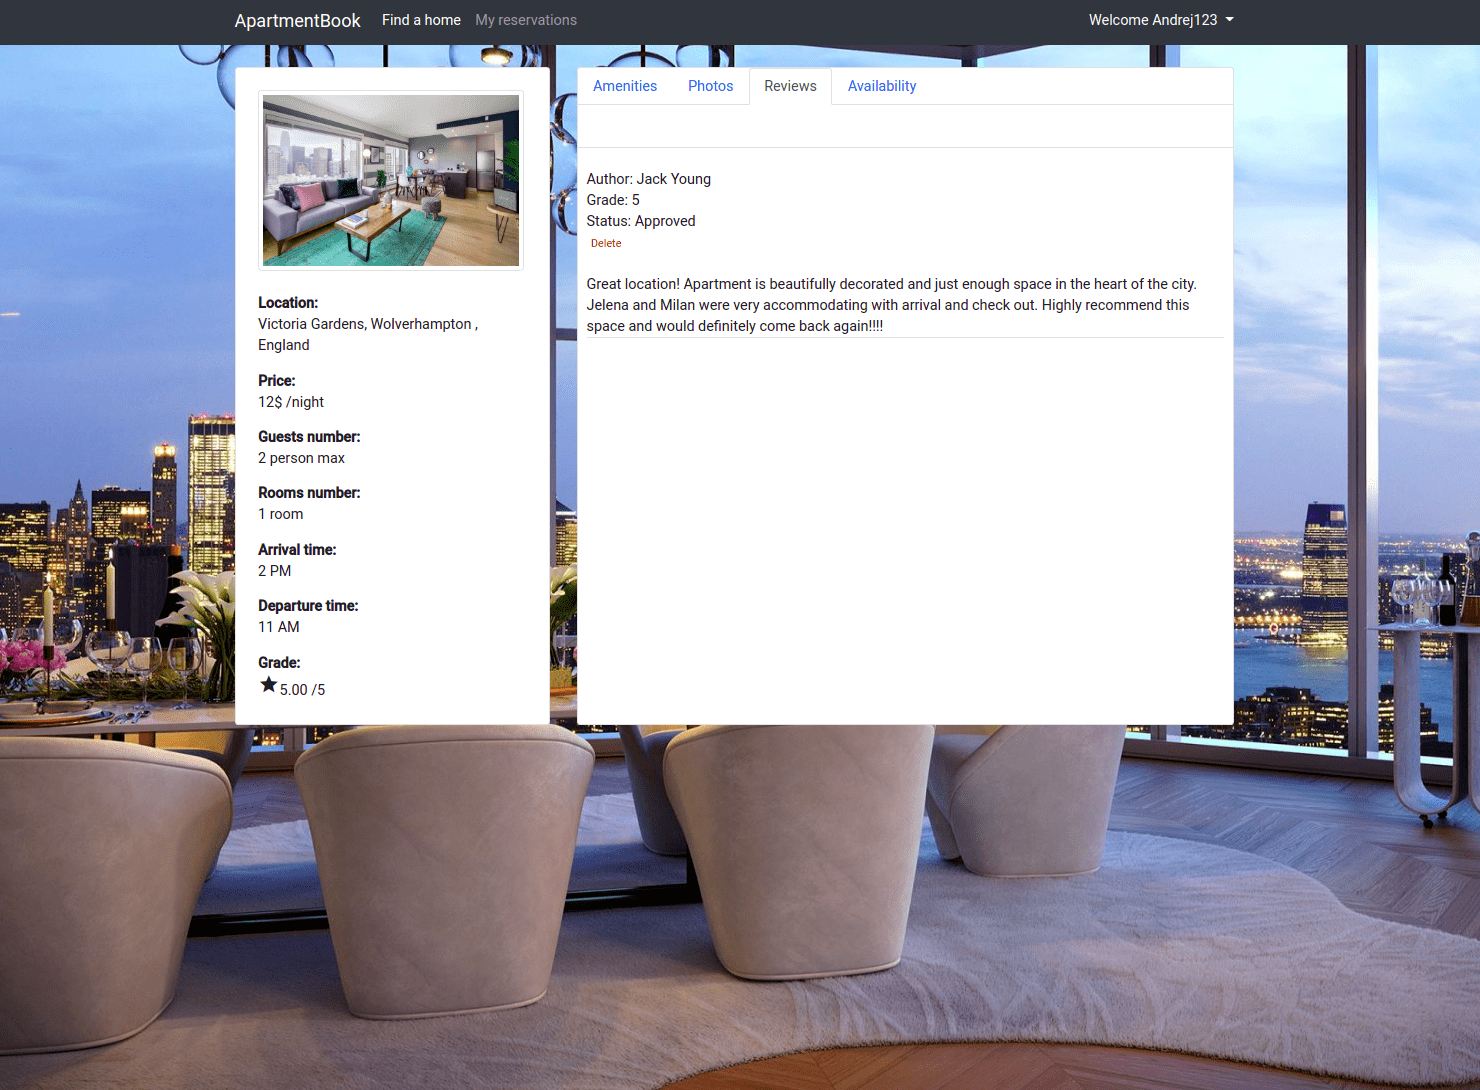 ApartmentBook Find a home My reservations Welcome Andrej123
Amenities Photos Reviews Availability
Location:
Victoria Gardens, Wolverhampton ,
England
Price:
12$ /night
Guests number:
2 person max
Rooms number:
1 room
Arrival time:
2 PM
Departure time:
11 AM
Grade:
5.00 /5
Author: Jack Young
Grade: 5
Status: Approved
Delete
Great location! Apartment is beautifully decorated and just enough space in the heart of the city.
Jelena and Milan were very accommodating with arrival and check out. Highly recommend this
space and would definitely come back again!!!!